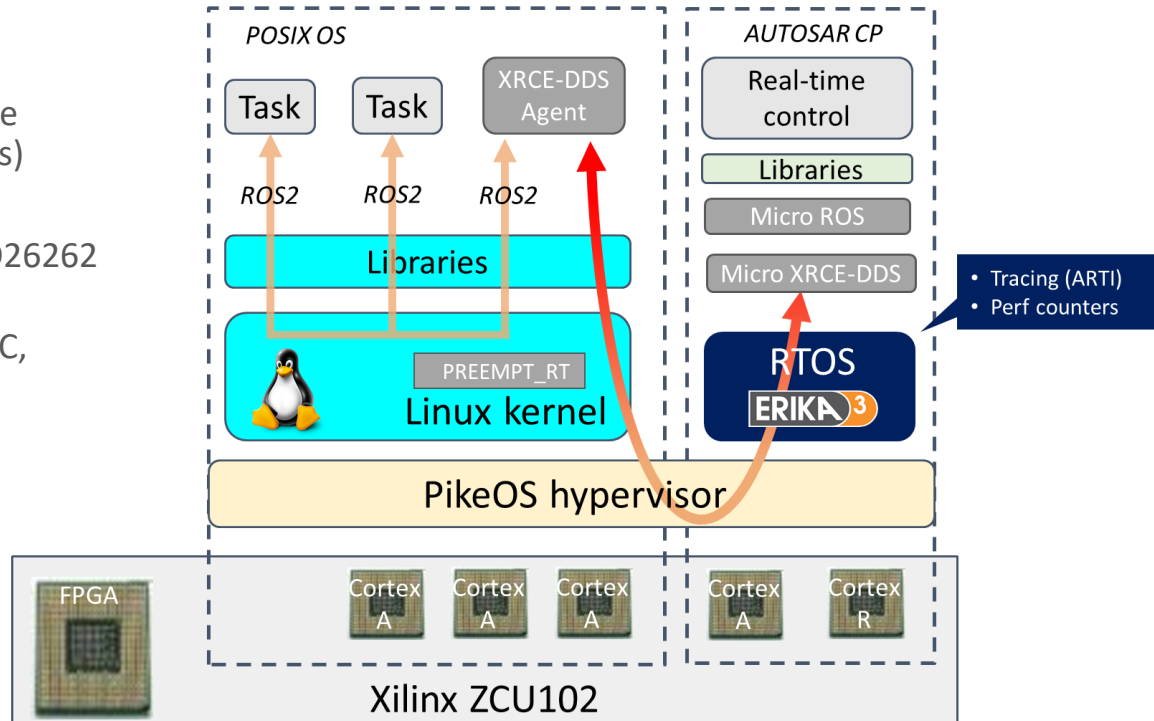 e
s)
026262
C,
POSIX OS
Task
Task
XRCE-DDS
Agent
ROS2
ROS2
ROS2
Libraries
PREEMPT_RT
Linux kernel
AUTOSAR CP
Real-time
control
Libraries
Micro ROS
Micro XRCE-DDS
RTOS
ERIKA 3
• Tracing (ARTI)
• Perf counters
PikeOS hypervisor
FPGA
Cortex
A
Cortex
A
Cortex
A
Cortex
A
Cortex
R
Xilinx ZCU102